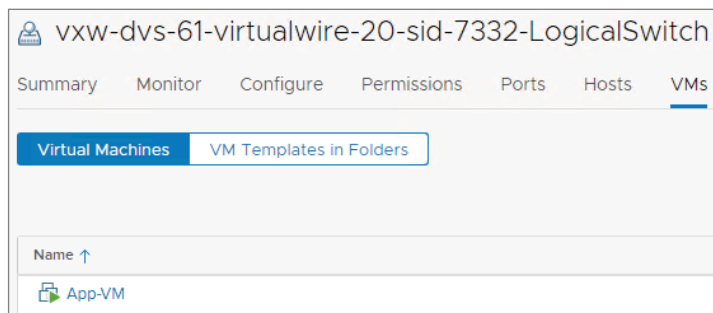 vxw-dvs-61-virtualwire-20-sid-7332-LogicalSwitch
Summary Monitor Configure Permissions Ports Hosts VMs
Virtual Machines VM Templates in Folders
Name ↑
App-VM